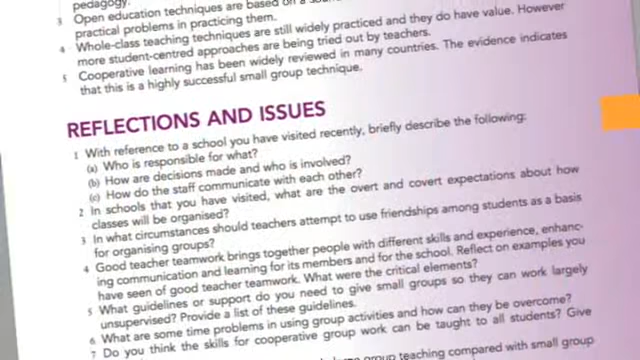 pedagogy.
3 Open education techniques are based on a
practical problems in practicing them.
4 Whole-class teaching techniques are still widely practiced and they do have value. However
more student-centred approaches are being tried out by teachers.
5 Cooperative learning has been widely reviewed in many countries. The evidence indicates
that this is a highly successful small group technique.
REFLECTIONS AND ISSUES
1 With reference to a school you have visited recently, briefly describe the following:
(a) Who is responsible for what?
(b) How are decisions made and who is involved?
(c) How do the staff communicate with each other?
2 In schools that you have visited, what are the overt and covert expectations about how
classes will be organised?
3 In what circumstances should teachers attempt to use friendships among students as a basis
for organising groups?
4 Good teacher teamwork brings together people with different skills and experience, enhanc-
ing communication and learning for its members and for the school. Reflect on examples you
have seen of good teacher teamwork. What were the critical elements?
5 What guidelines or support do you need to give small groups so they can work largely
unsupervised? Provide a list of these guidelines.
6 What are some time problems in using group activities and how can they be overcome?
7 Do you think the skills for cooperative group work can be taught to all students? Give
group teaching compared with small group